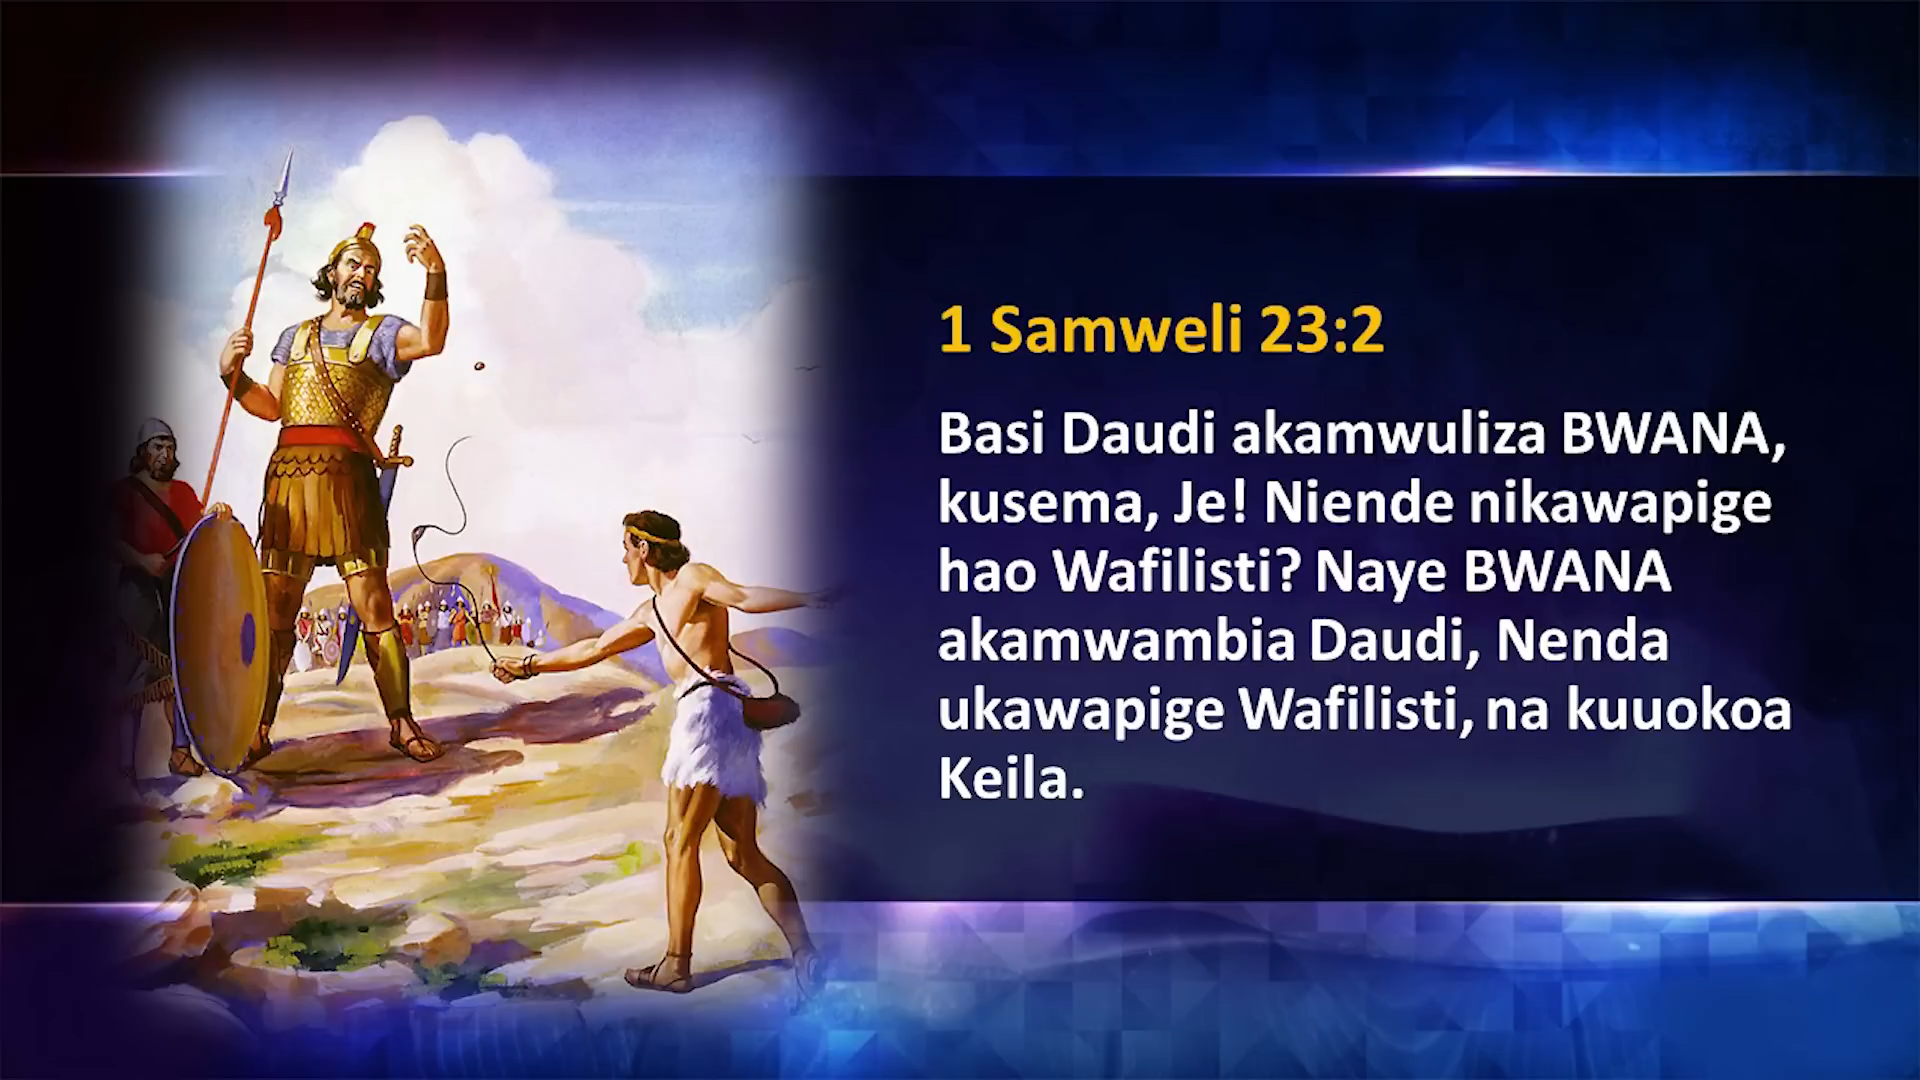 1 Samweli 23:2
Basi Daudi akamwuliza BWANA,
kusema, Je! Niende nikawapige
hao Wafilisti? Naye BWANA
akamwambia Daudi, Nenda
ukawapige Wafilisti, na kuuokoa
Keila.